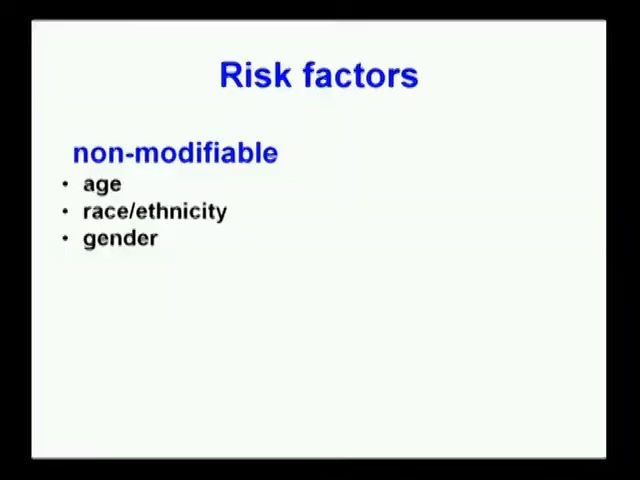 Risk factors
non-modifiable
• age
• race/ethnicity
• gender